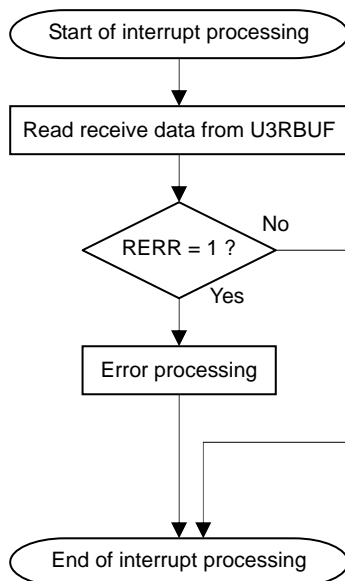 Start of interrupt processing
Read receive data from U3RBUF
RERR = 1 ?
No
Yes
Error processing
End of interrupt processing